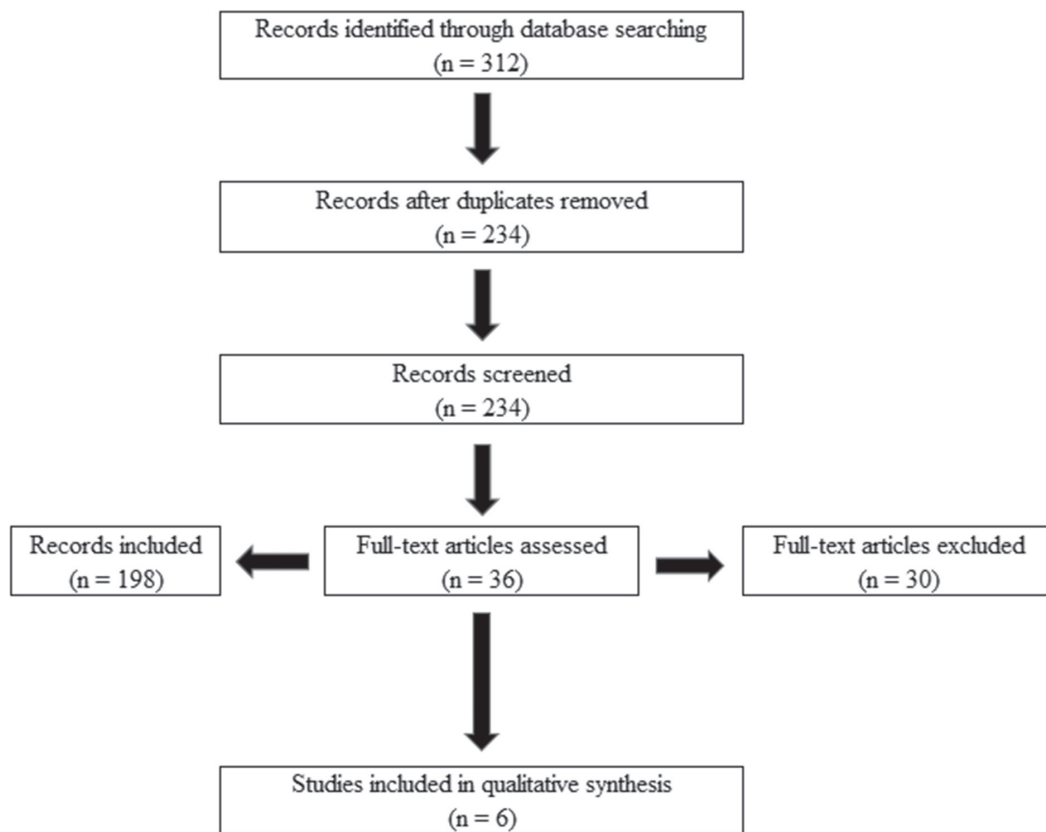 Records identified through database searching
(n = 312)
Records after duplicates removed
(n = 234)
Records screened
(n = 234)
Records included
(n = 198)
Full-text articles assessed
(n = 36)
Full-text articles excluded
(n = 30)
Studies included in qualitative synthesis
(n = 6)